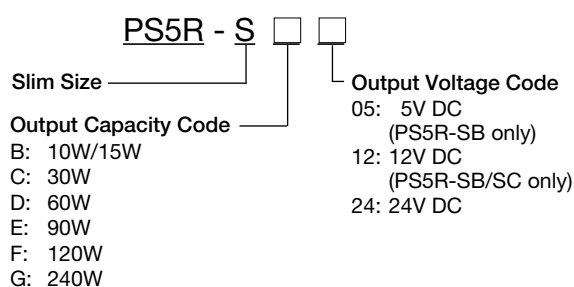 PS5R - S
Slim Size
Output Capacity Code
B: 10W/15W
C: 30W
D: 60W
E: 90W
F: 120W
G: 240W
Output Voltage Code
05: 5V DC
(PS5R-SB only)
12: 12V DC
(PS5R-SB/SC only)
24: 24V DC